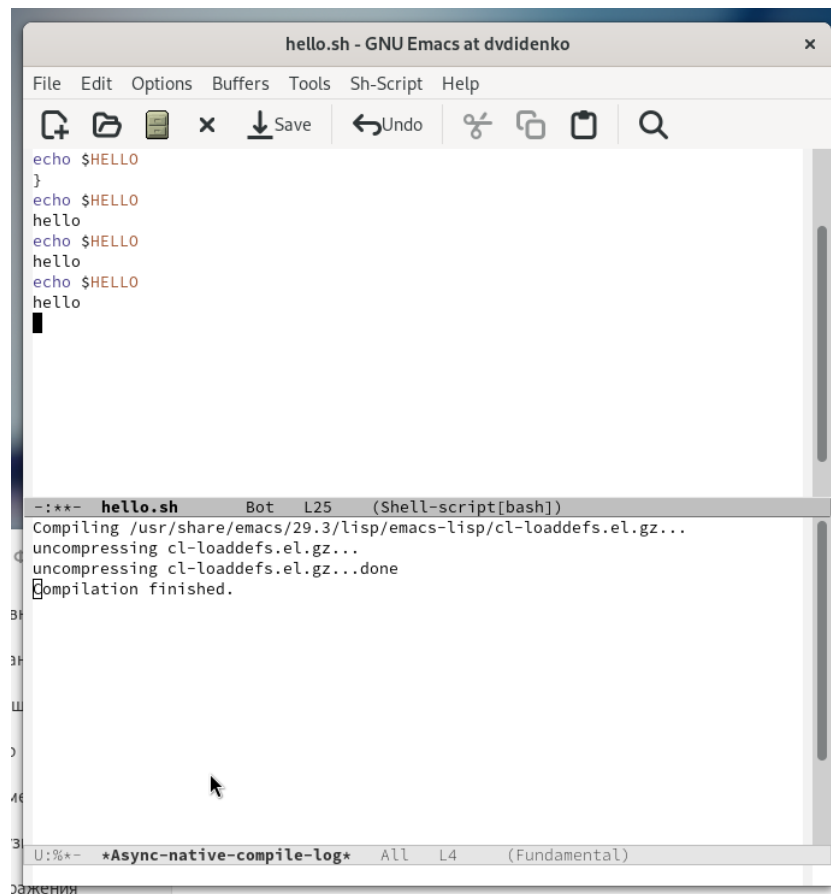 hello.sh - GNU Emacs at dvdidenko
File Edit Options Buffers Tools Sh-Script Help
Save Undo
echo $HELLO
}
echo $HELLO
hello
echo $HELLO
hello
echo $HELLO
hello
-:**- hello.sh Bot L25 (Shell-script[bash])
Compiling /usr/share/emacs/29.3/lisp/emacs-lisp/cl-loaddefs.el.gz...
uncompressing cl-loaddefs.el.gz...
uncompressing cl-loaddefs.el.gz...done
Compilation finished.
U:%*- *Async-native-compile-log* All L4 (Fundamental)